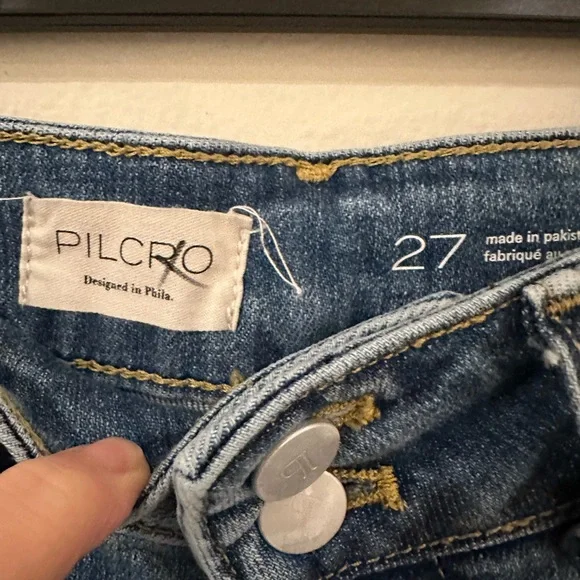 PILCRO
Designed in Phila.
27
made in pakist
fabriqué au